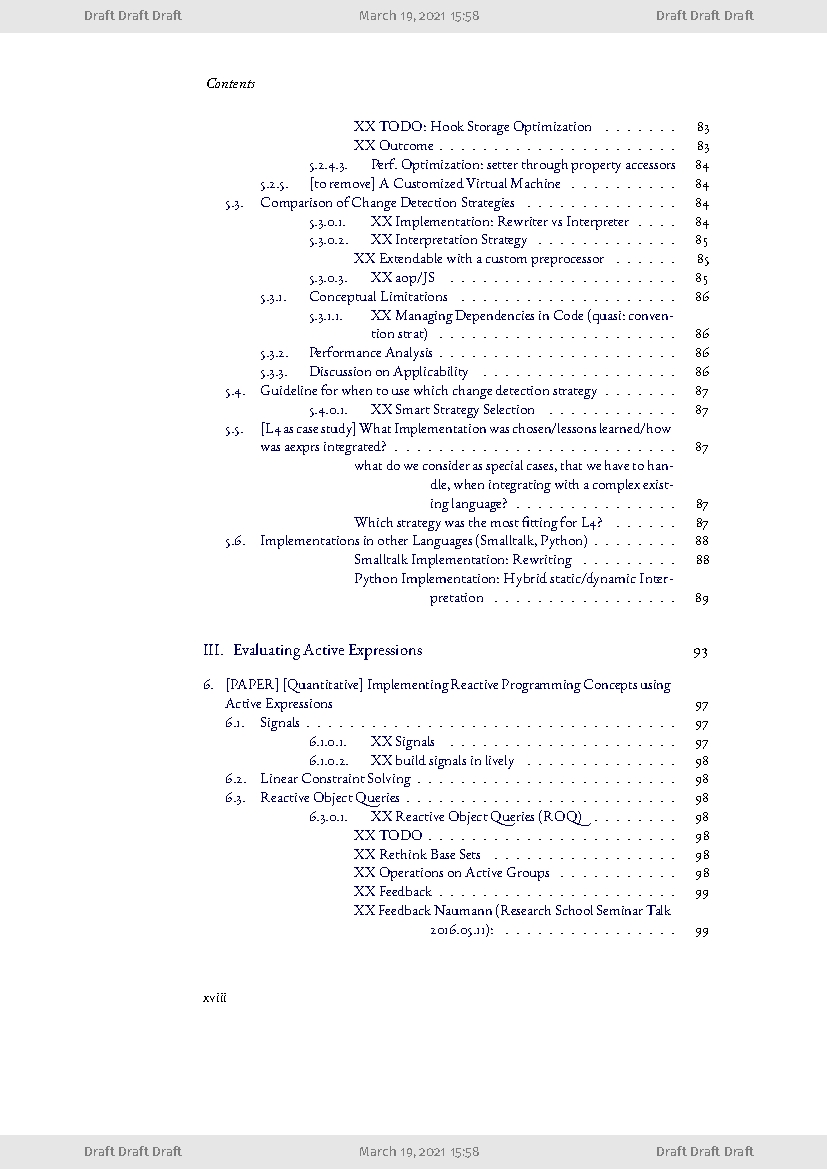 Draft Draft Draft March 19, 2021 15:58 Draft Draft Draft
Contents
XX TODO: Hook Storage Optimization . . . . . . . 83
XX Outcome . . . . . . . . . . . . . . . . . . . . . . 83
5.2.4.3. Perf. Optimization: setter through property accessors 84
5.2.5. [to remove] A Customized Virtual Machine . . . . . . . . . . 84
5.3. Comparison of Change Detection Strategies . . . . . . . . . . . . . . 84
5.3.0.1. XX Implementation: Rewriter vs Interpreter . . . . 84
5.3.0.2. XX Interpretation Strategy . . . . . . . . . . . . . 85
XX Extendable with a custom preprocessor . . . . . . 85
5.3.0.3. XX aop/JS . . . . . . . . . . . . . . . . . . . . . 85
5.3.1. Conceptual Limitations . . . . . . . . . . . . . . . . . . . . 86
5.3.1.1. XX Managing Dependencies in Code (quasi: conven-
tion strat) . . . . . . . . . . . . . . . . . . . . . . 86
5.3.2. Performance Analysis . . . . . . . . . . . . . . . . . . . . . . 86
5.3.3. Discussion on Applicability . . . . . . . . . . . . . . . . . . 86
5.4. Guideline for when to use which change detection strategy . . . . . . . 87
5.4.0.1. XX Smart Strategy Selection . . . . . . . . . . . . 87
5.5. [L4 as case study] What Implementation was chosen/lessons learned/how
was aexprs integrated? . . . . . . . . . . . . . . . . . . . . . . . . . . 87
what do we consider as special cases, that we have to han-
dle, when integrating with a complex exist-
ing language? . . . . . . . . . . . . . . . 87
Which strategy was the most fitting for L4? . . . . . . 87
5.6. Implementations in other Languages (Smalltalk, Python) . . . . . . . . 88
Smalltalk Implementation: Rewriting . . . . . . . . . 88
Python Implementation: Hybrid static/dynamic Inter-
pretation . . . . . . . . . . . . . . . . . 89
III. Evaluating Active Expressions 93
6. [PAPER] [Quantitative] Implementing Reactive Programming Concepts using
Active Expressions 97
6.1. Signals . . . . . . . . . . . . . . . . . . . . . . . . . . . . . . . . . . 97
6.1.0.1. XX Signals . . . . . . . . . . . . . . . . . . . . . 97
6.1.0.2. XX build signals in lively . . . . . . . . . . . . . . 98
6.2. Linear Constraint Solving . . . . . . . . . . . . . . . . . . . . . . . . 98
6.3. Reactive Object Queries . . . . . . . . . . . . . . . . . . . . . . . . . 98
6.3.0.1. XX Reactive Object Queries (ROQ) . . . . . . . . 98
XX TODO . . . . . . . . . . . . . . . . . . . . . . . 98
XX Rethink Base Sets . . . . . . . . . . . . . . . . . 98
XX Operations on Active Groups . . . . . . . . . . . 98
XX Feedback . . . . . . . . . . . . . . . . . . . . . . 99
XX Feedback Naumann (Research School Seminar Talk
2016.05.11): . . . . . . . . . . . . . . . . 99
xviii
Draft Draft Draft March 19, 2021 15:58 Draft Draft Draft